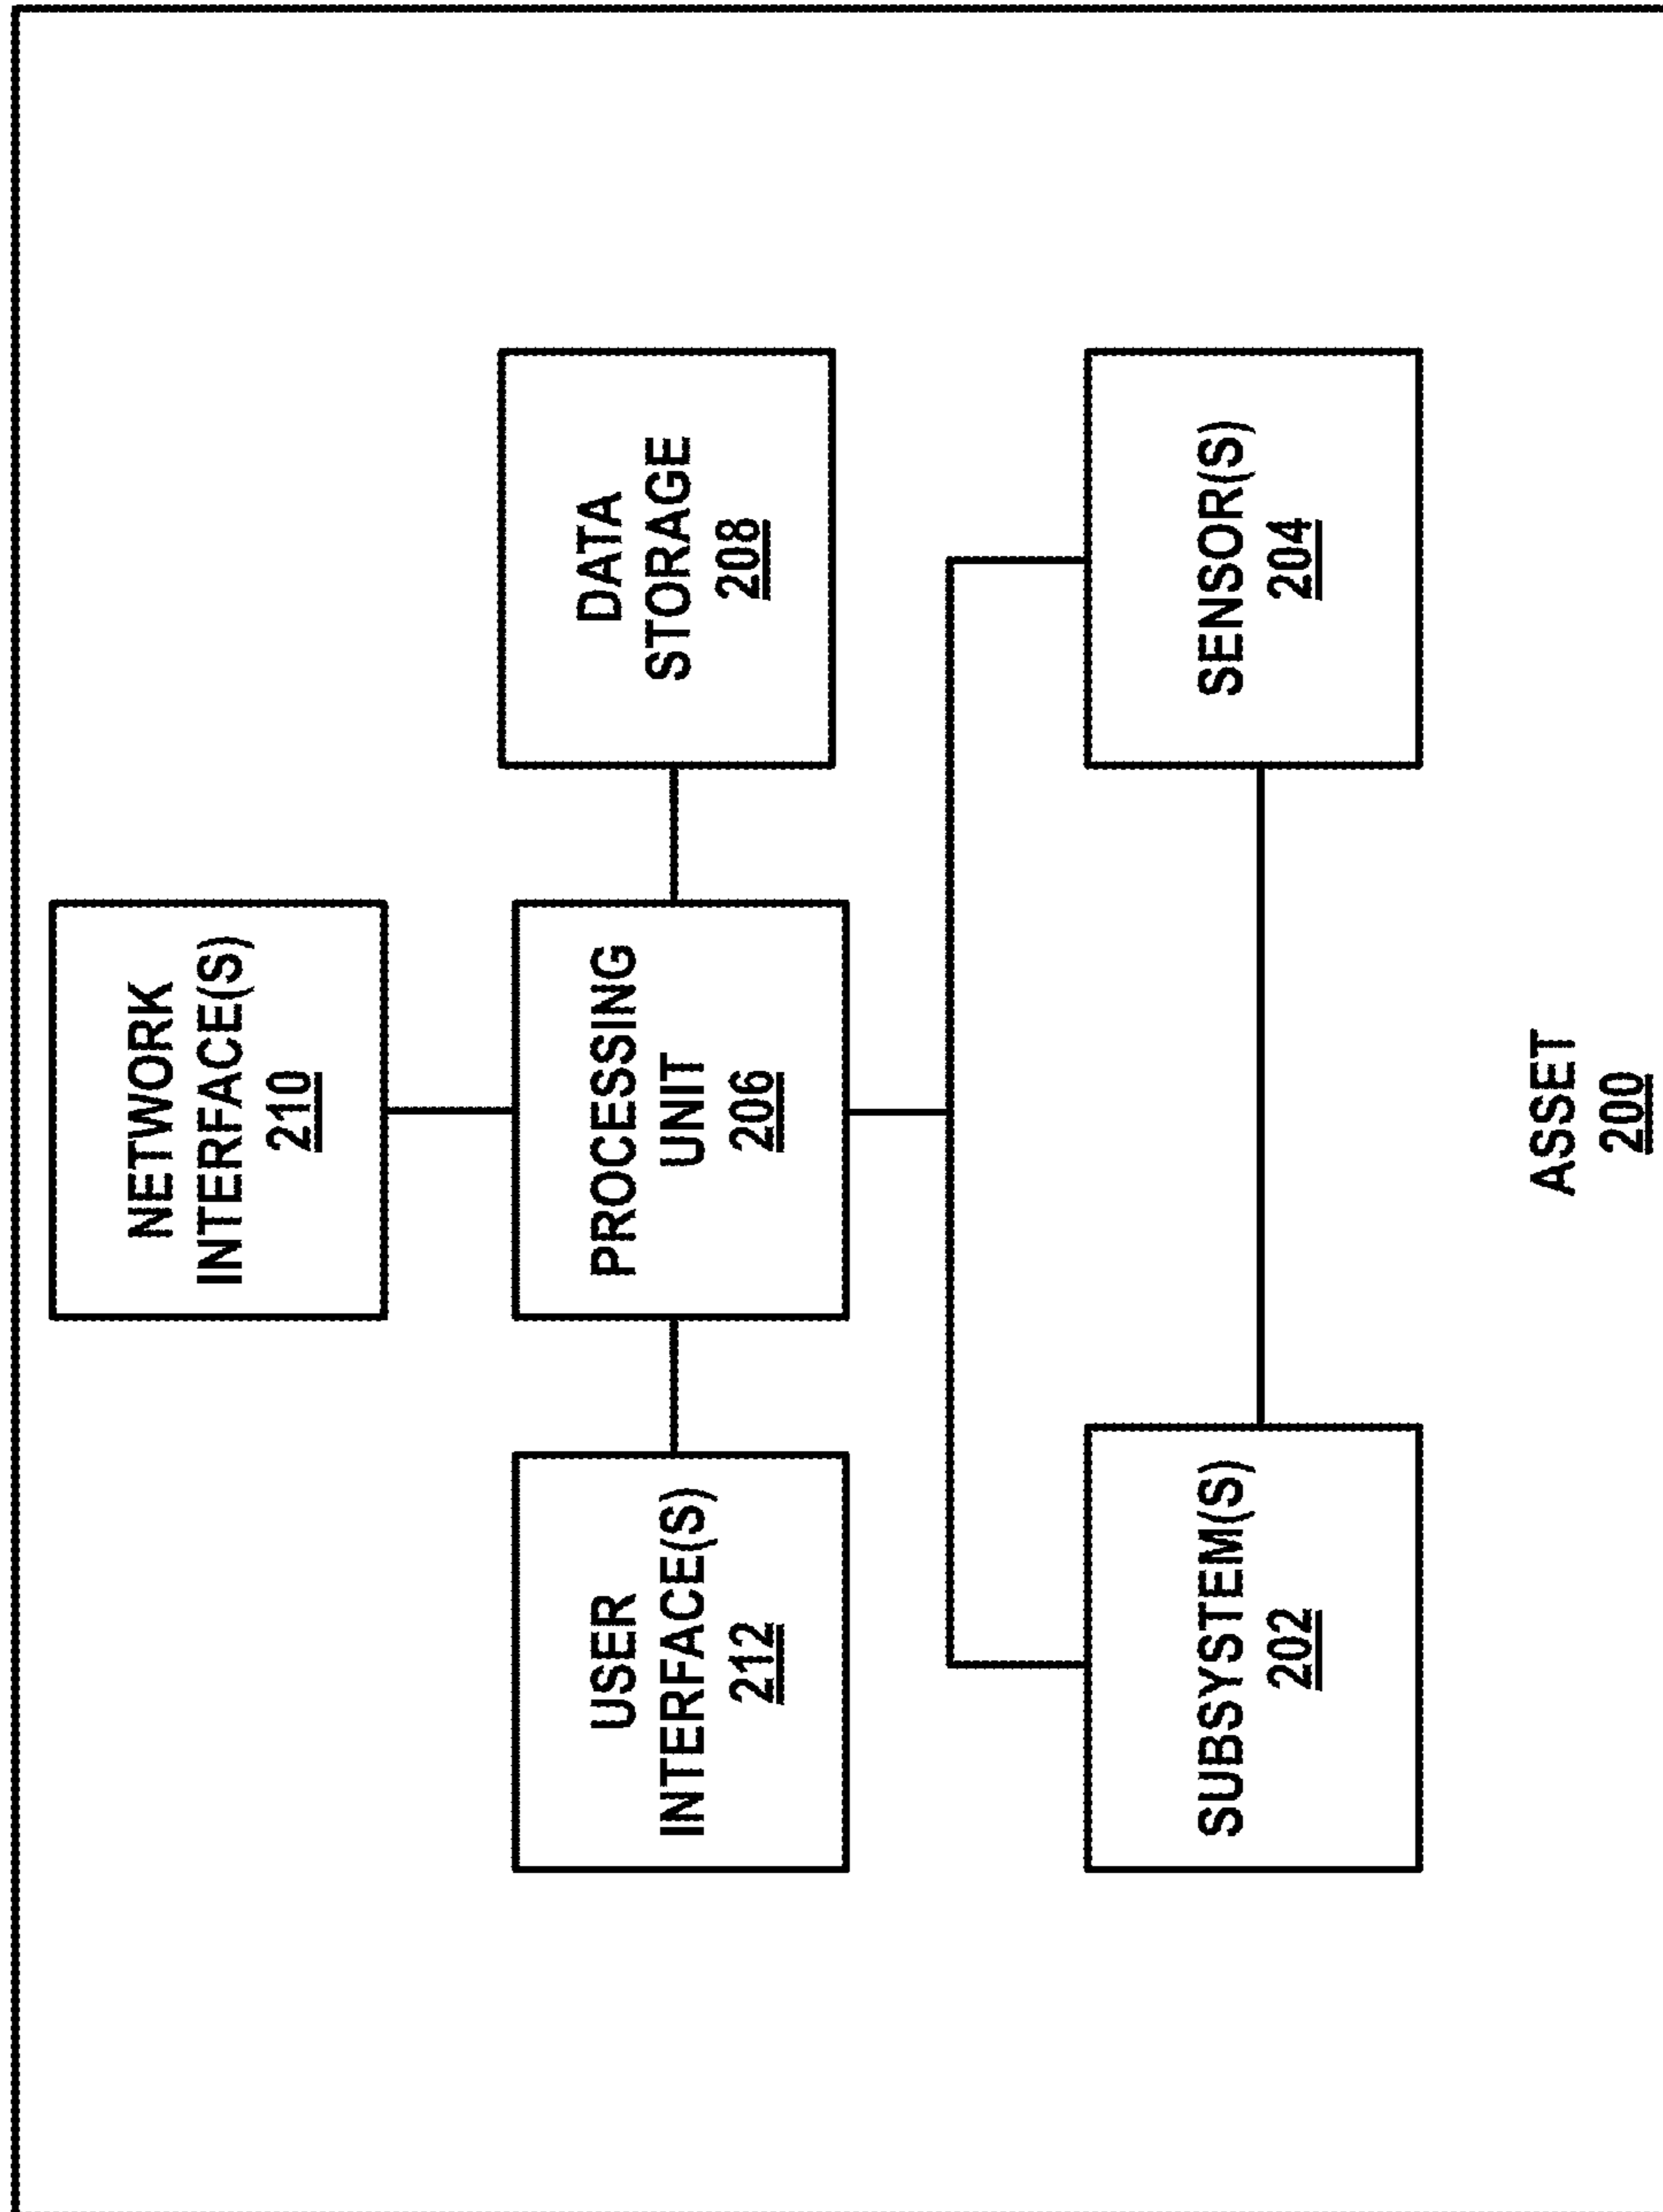 NETWORK
INTERFACE(S)
210
USER
INTERFACE(S)
212
PROCESSING
UNIT
206
DATA
STORAGE
208
SUBSYSTEM(S)
202
SENSOR(S)
204
ASSET
200